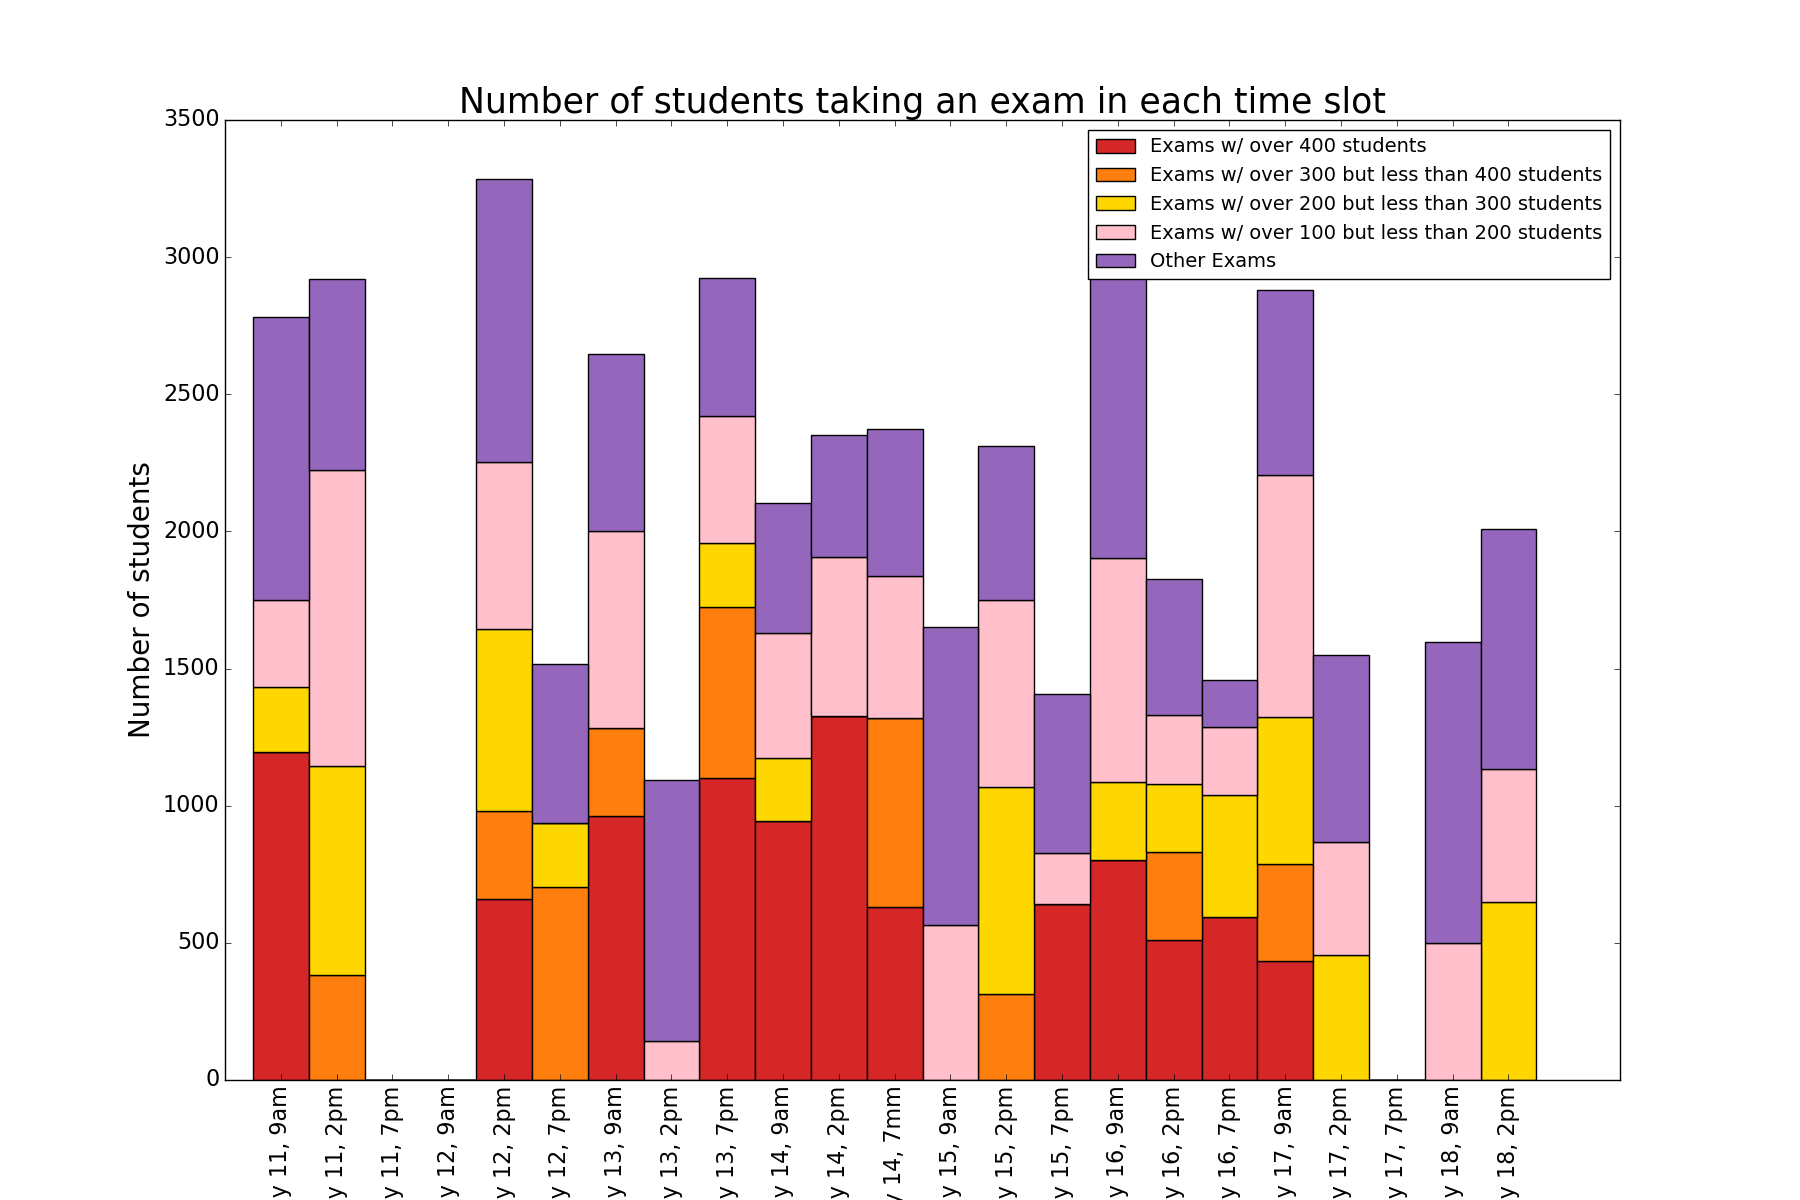 Number of students taking an exam in each time slot
Exams w/ over 400 students
Exams w/ over 300 but less than 400 students
Exams w/ over 200 but less than 300 students
Exams w/ over 100 but less than 200 students
Other Exams
Number of students
3500
3000
2500
2000
1500
1000
500
0
y 11, 9am
y 11, 2pm
y 11, 7pm
y 12, 9am
y 12, 2pm
y 12, 7pm
y 13, 9am
y 13, 2pm
y 13, 7pm
y 14, 9am
y 14, 2pm
y 14, 7mm
y 15, 9am
y 15, 2pm
y 15, 7pm
y 16, 9am
y 16, 2pm
y 16, 7pm
y 17, 9am
y 17, 2pm
y 17, 7pm
y 18, 9am
y 18, 2pm